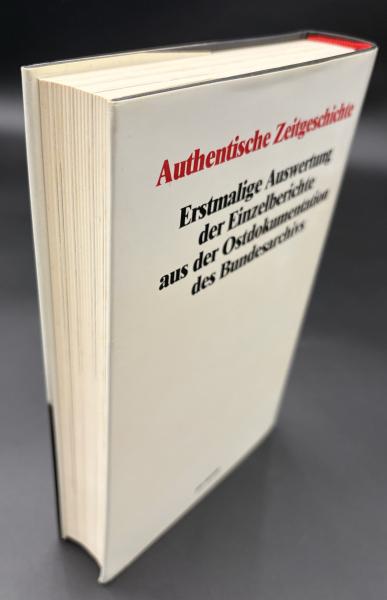 Authentische Zeitgeschichte
Erstmalige Auswertung
der Einzelberichte
aus der Ostdokumentation
des Bundesarchivs